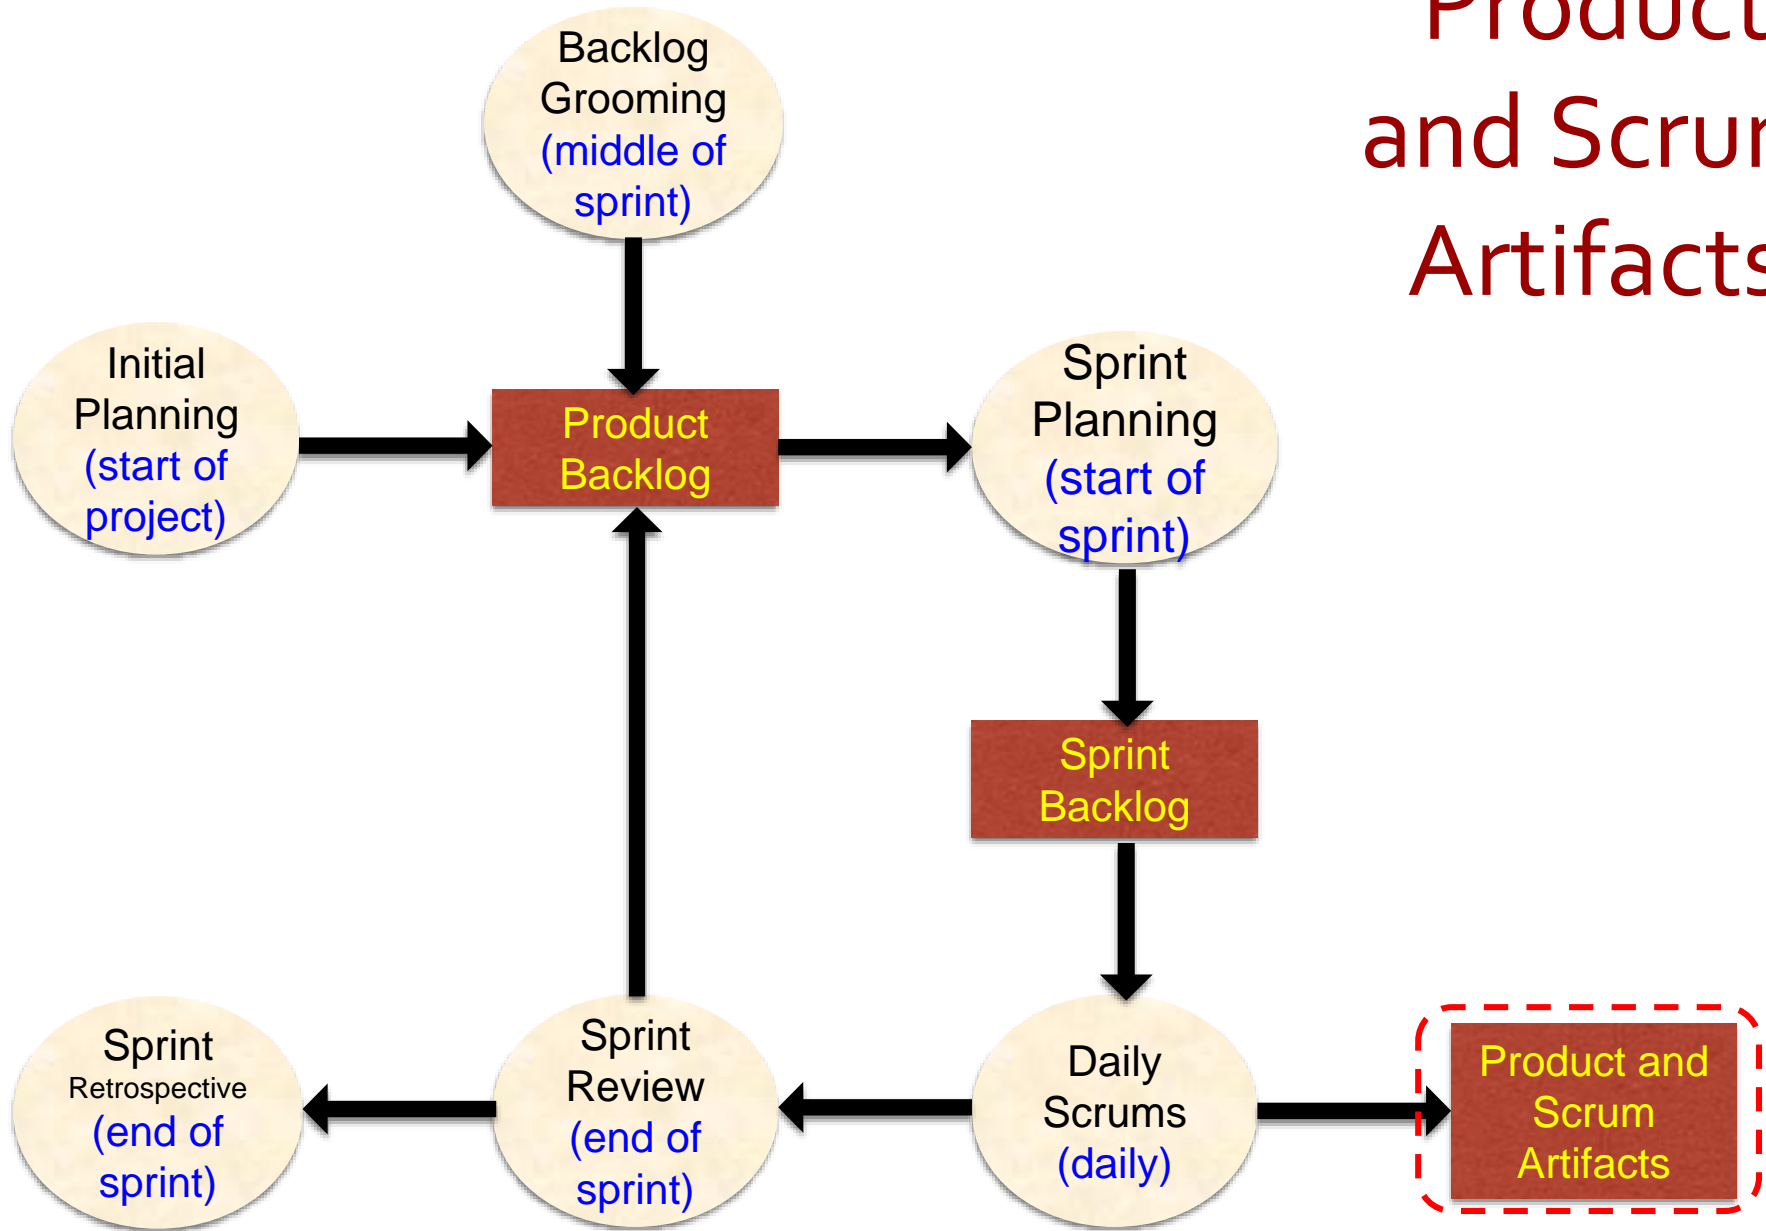 Product
and Scrum
Artifacts
Backlog
Grooming
(middle of
sprint)
Initial
Planning
(start of
project)
Product
Backlog
Sprint
Planning
(start of
sprint)
Sprint
Backlog
Sprint
Retrospective
(end of
sprint)
Sprint
Review
(end of
sprint)
Daily
Scrums
(daily)
Product and
Scrum
Artifacts